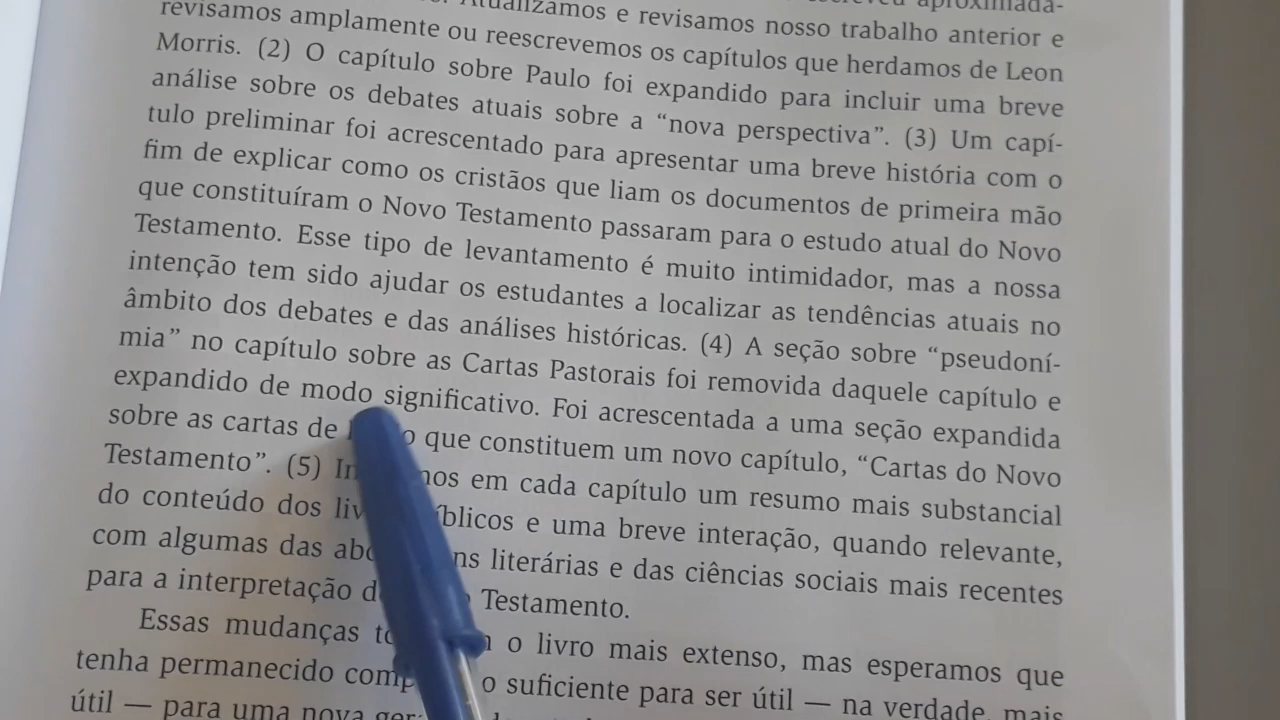 Atualizamos e revisamos nosso trabalho anterior e
revisamos amplamente ou reescrevemos os capítulos que herdamos de Leon
Morris. (2) O capítulo sobre Paulo foi expandido para incluir uma breve
análise sobre os debates atuais sobre a “nova perspectiva”. (3) Um capí-
tulo preliminar foi acrescentado para apresentar uma breve história com o
fim de explicar como os cristãos que liam os documentos de primeira mão
que constituíram o Novo Testamento passaram para o estudo atual do Novo
Testamento. Esse tipo de levantamento é muito intimidador, mas a nossa
intenção tem sido ajudar os estudantes a localizar as tendências atuais no
âmbito dos debates e das análises históricas. (4) A seção sobre “pseudoní-
mia” no capítulo sobre as Cartas Pastorais foi removida daquele capítulo e
expandido de modo significativo. Foi acrescentada a uma seção expandida
sobre as cartas de que constituem um novo capítulo, “Cartas do Novo
Testamento”. (5) em cada capítulo um resumo mais substancial
do conteúdo dos e uma breve interação, quando relevante,
com algumas das literárias e das ciências sociais mais recentes
para a interpretação Testamento.
Essas mudanças o livro mais extenso, mas esperamos que
tenha permanecido o suficiente para ser útil — na verdade, mais
útil — para uma nova